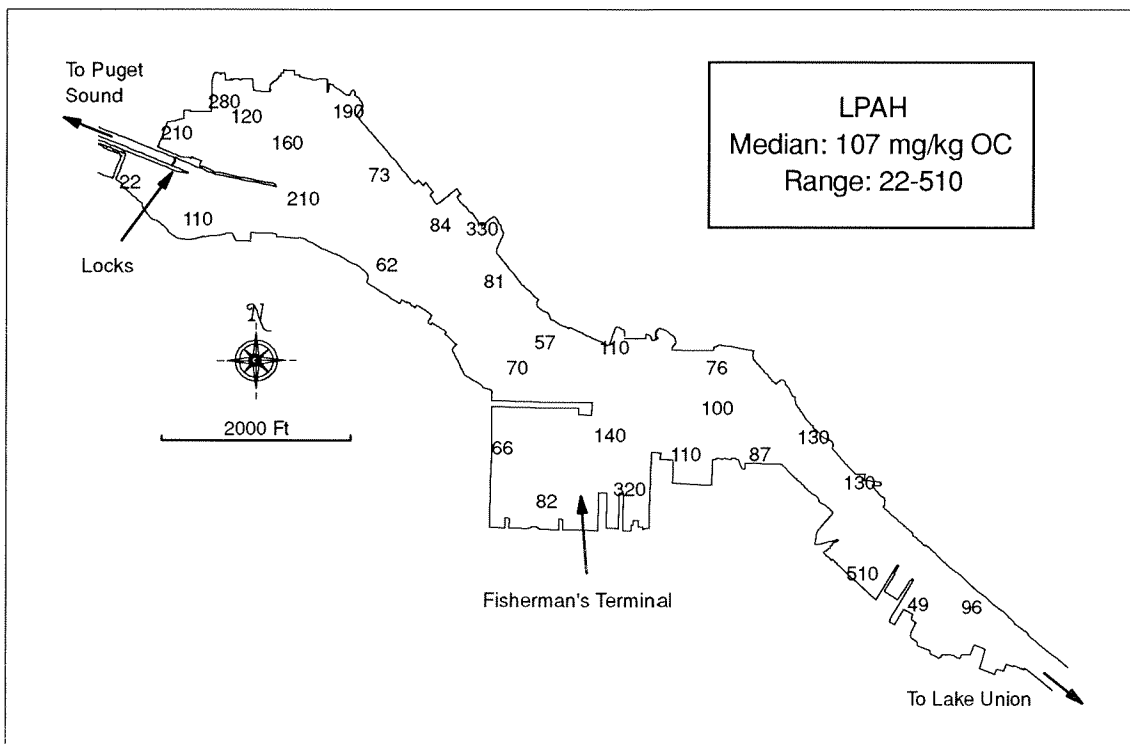 To Puget
Sound
LPAH
Median: 107 mg/kg OC
Range: 22-510
280
120
190
210
160
73
22
210
110
84
330
Locks
62
81
N
57
110
70
76
100
2000 Ft
140
130
66
110
87
130
82
320
510
Fisherman's Terminal
49
96
To Lake Union